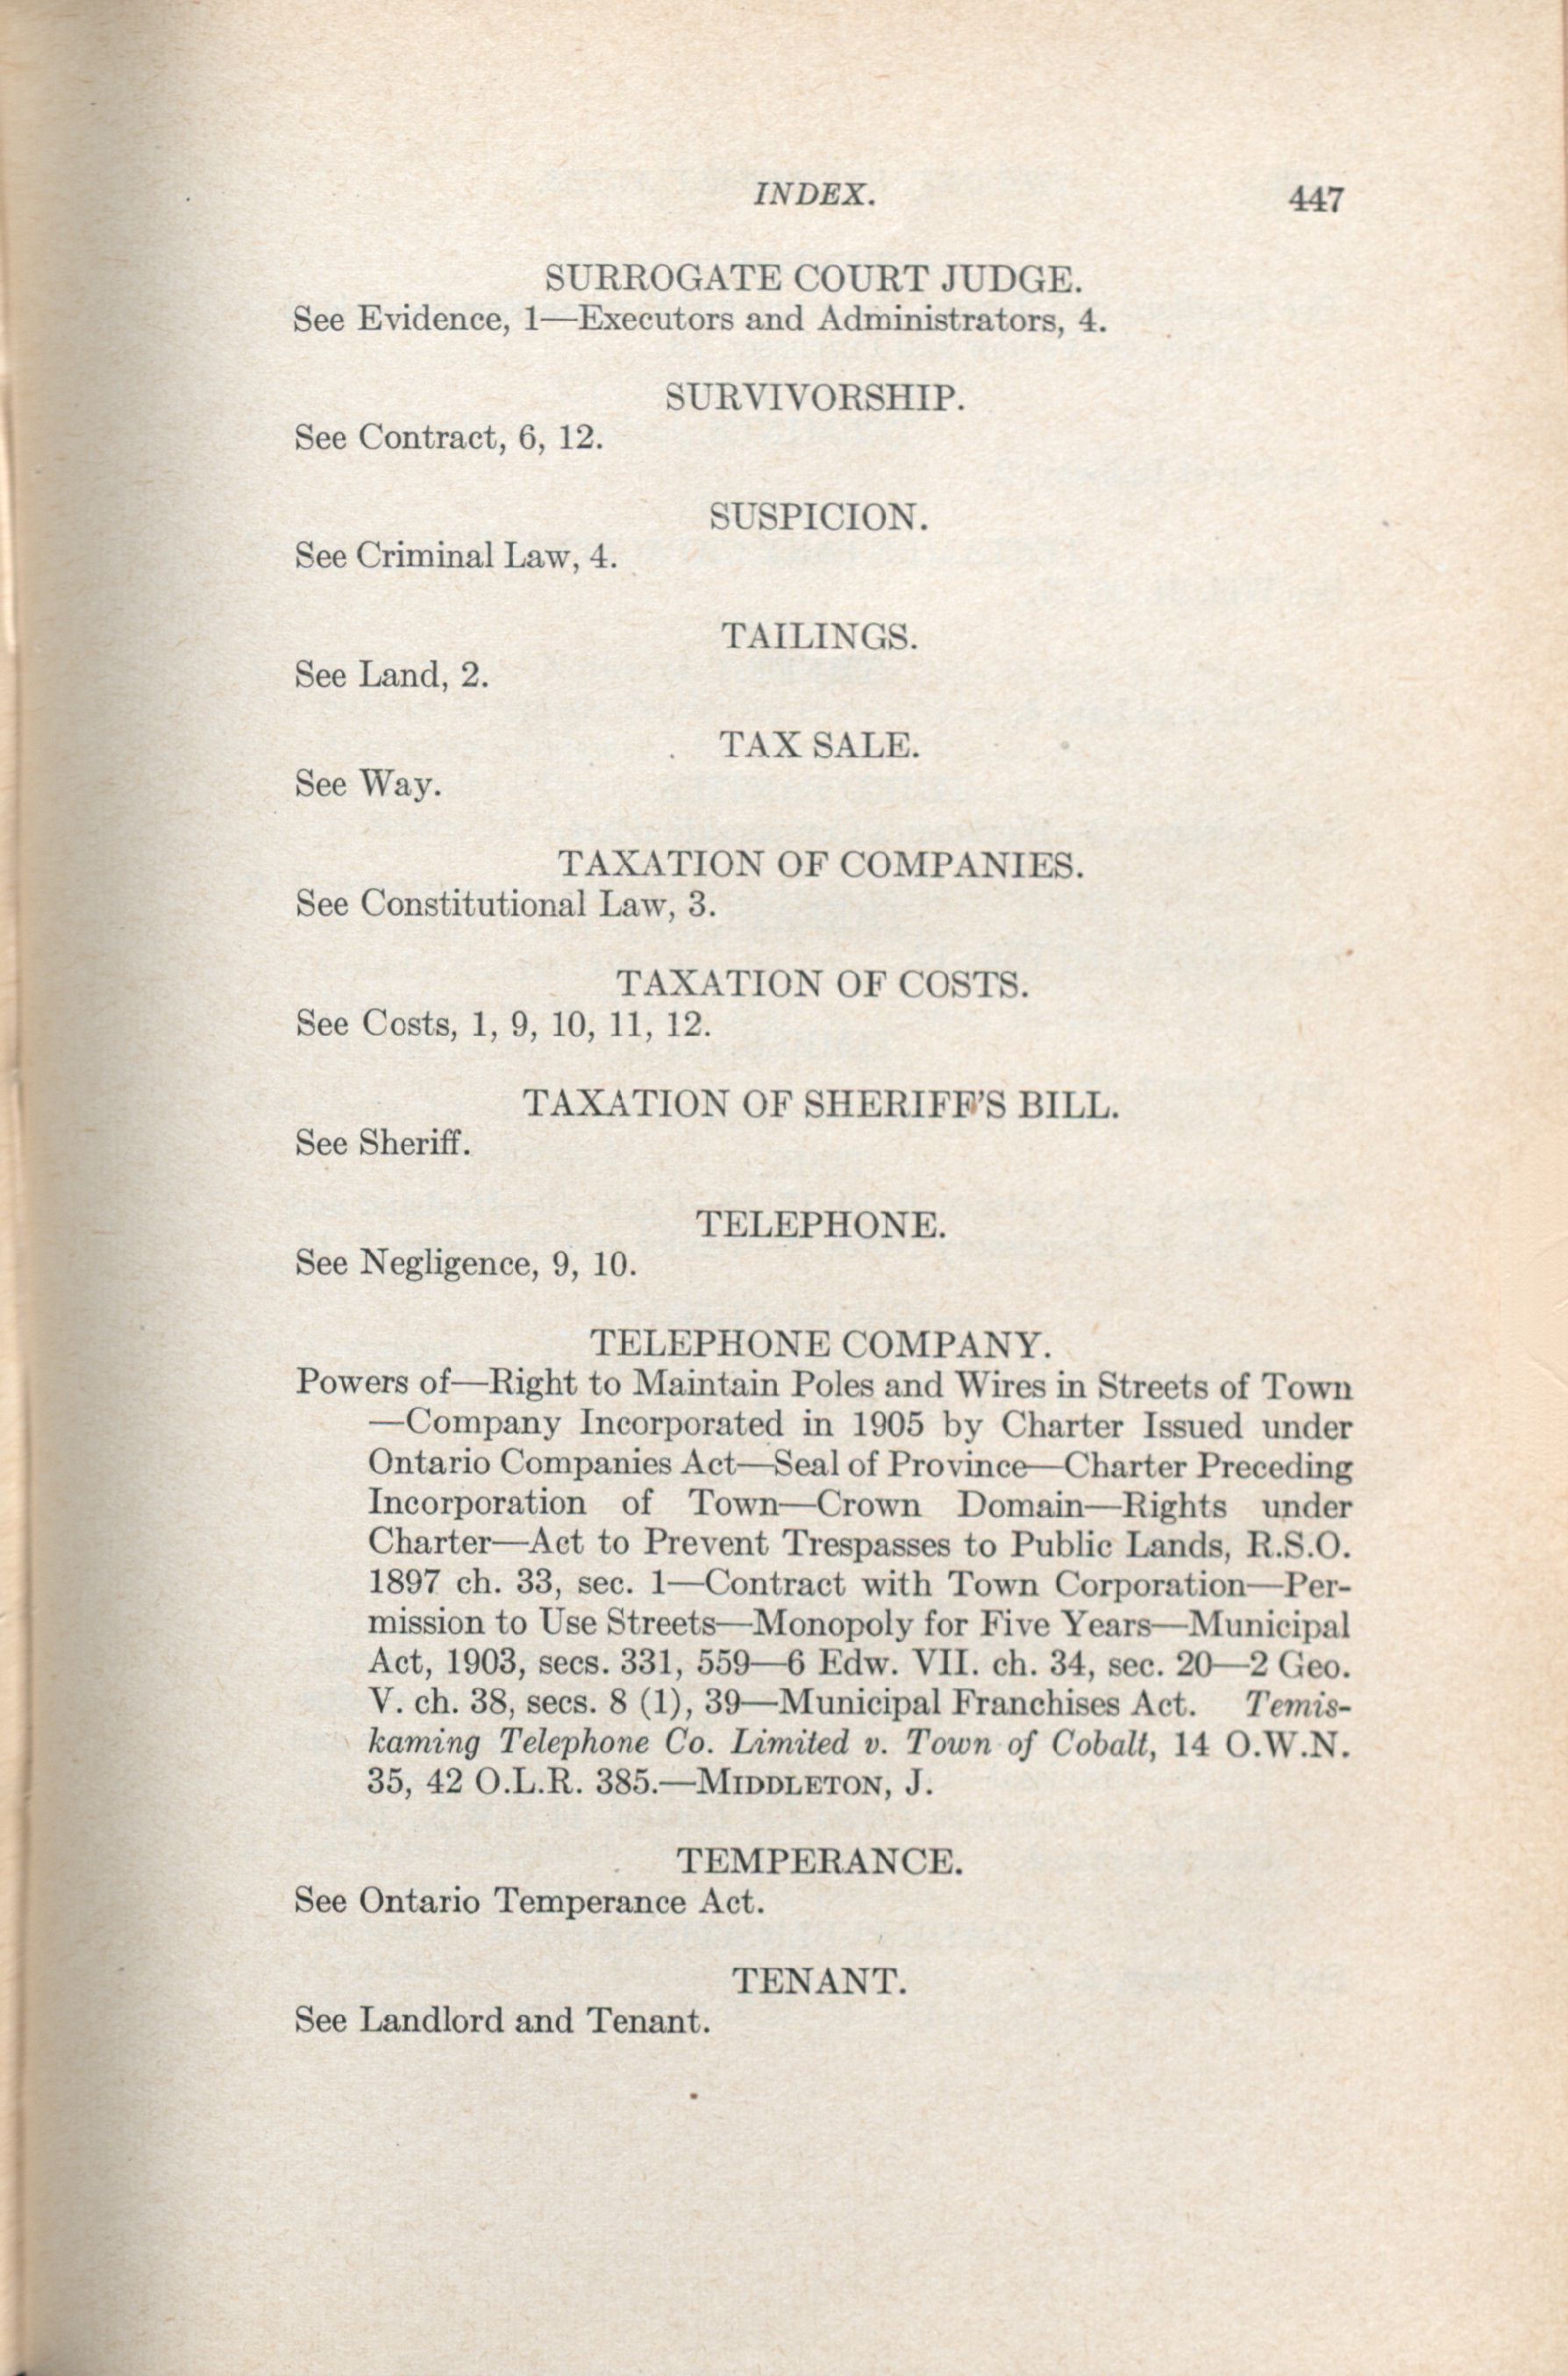 INDEX. 447
SURROGATE COURT JUDGE.
See Evidence, 1—Executors and Administrators, 4.
SURVIVORSHIP.
See Contract, 6, 12.
SUSPICION.
See Criminal Law, 4.
TAILINGS.
See Land, 2.
TAX SALE.
See Way.
TAXATION OF COMPANIES.
See Constitutional Law, 3.
TAXATION OF COSTS.
See Costs, 1, 9, 10, 11, 12.
TAXATION OF SHERIFF'S BILL.
See Sheriff.
TELEPHONE.
See Negligence, 9, 10.
TELEPHONE COMPANY.
Powers of—Right to Maintain Poles and Wires in Streets of Town
—Company Incorporated in 1905 by Charter Issued under
Ontario Companies Act—Seal of Province—Charter Preceding
Incorporation of Town—Crown Domain—Rights under
Charter—Act to Prevent Trespasses to Public Lands, R.S.O.
1897 ch. 33, sec. 1—Contract with Town Corporation—Per-
mission to Use Streets—Monopoly for Five Years—Municipal
Act, 1903, secs. 331, 559—6 Edw. VII. ch. 34, sec. 20—2 Geo.
V. ch. 38, secs. 8 (1), 39—Municipal Franchises Act. Temis-
kaming Telephone Co. Limited v. Town of Cobalt, 14 O.W.N.
35, 42 O.L.R. 385.—MIDDLETON, J.
TEMPERANCE.
See Ontario Temperance Act.
TENANT.
See Landlord and Tenant.